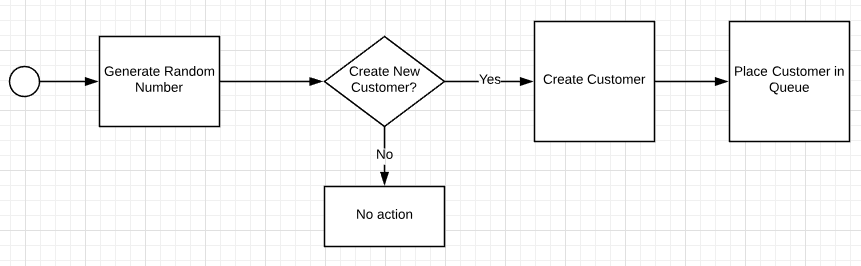 Generate Random
Number
Create New
Customer?
Yes
Create Customer
Place Customer in
Queue
No
No action